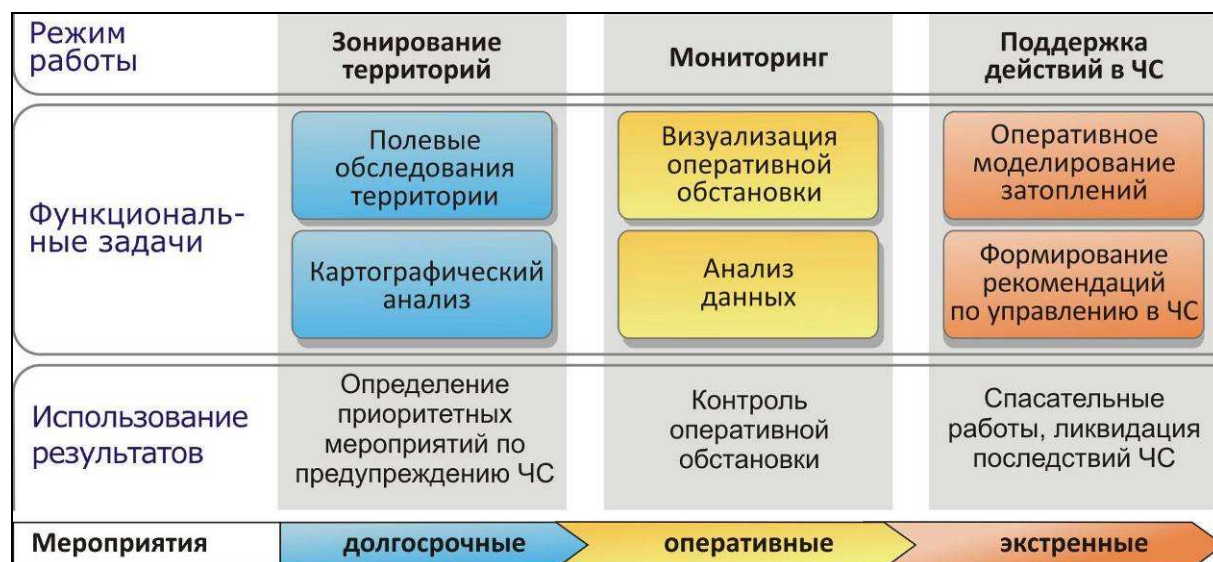 Режим
работы
Зонирование
территорий
Мониторинг
Поддержка
действий в ЧС
Функциональ-
ные задачи
Полевые
обследования
территории
Визуализация
оперативной
обстановки
Оперативное
моделирование
затоплений
Картографический
анализ
Анализ
данных
Формирование
рекомендаций
по управлению в ЧС
Использование
результатов
Определение
приоритетных
мероприятий по
предупреждению ЧС
Контроль
оперативной
обстановки
Спасательные
работы, ликвидация
последствий ЧС
Мероприятия
долгосрочные
оперативные
экстренные